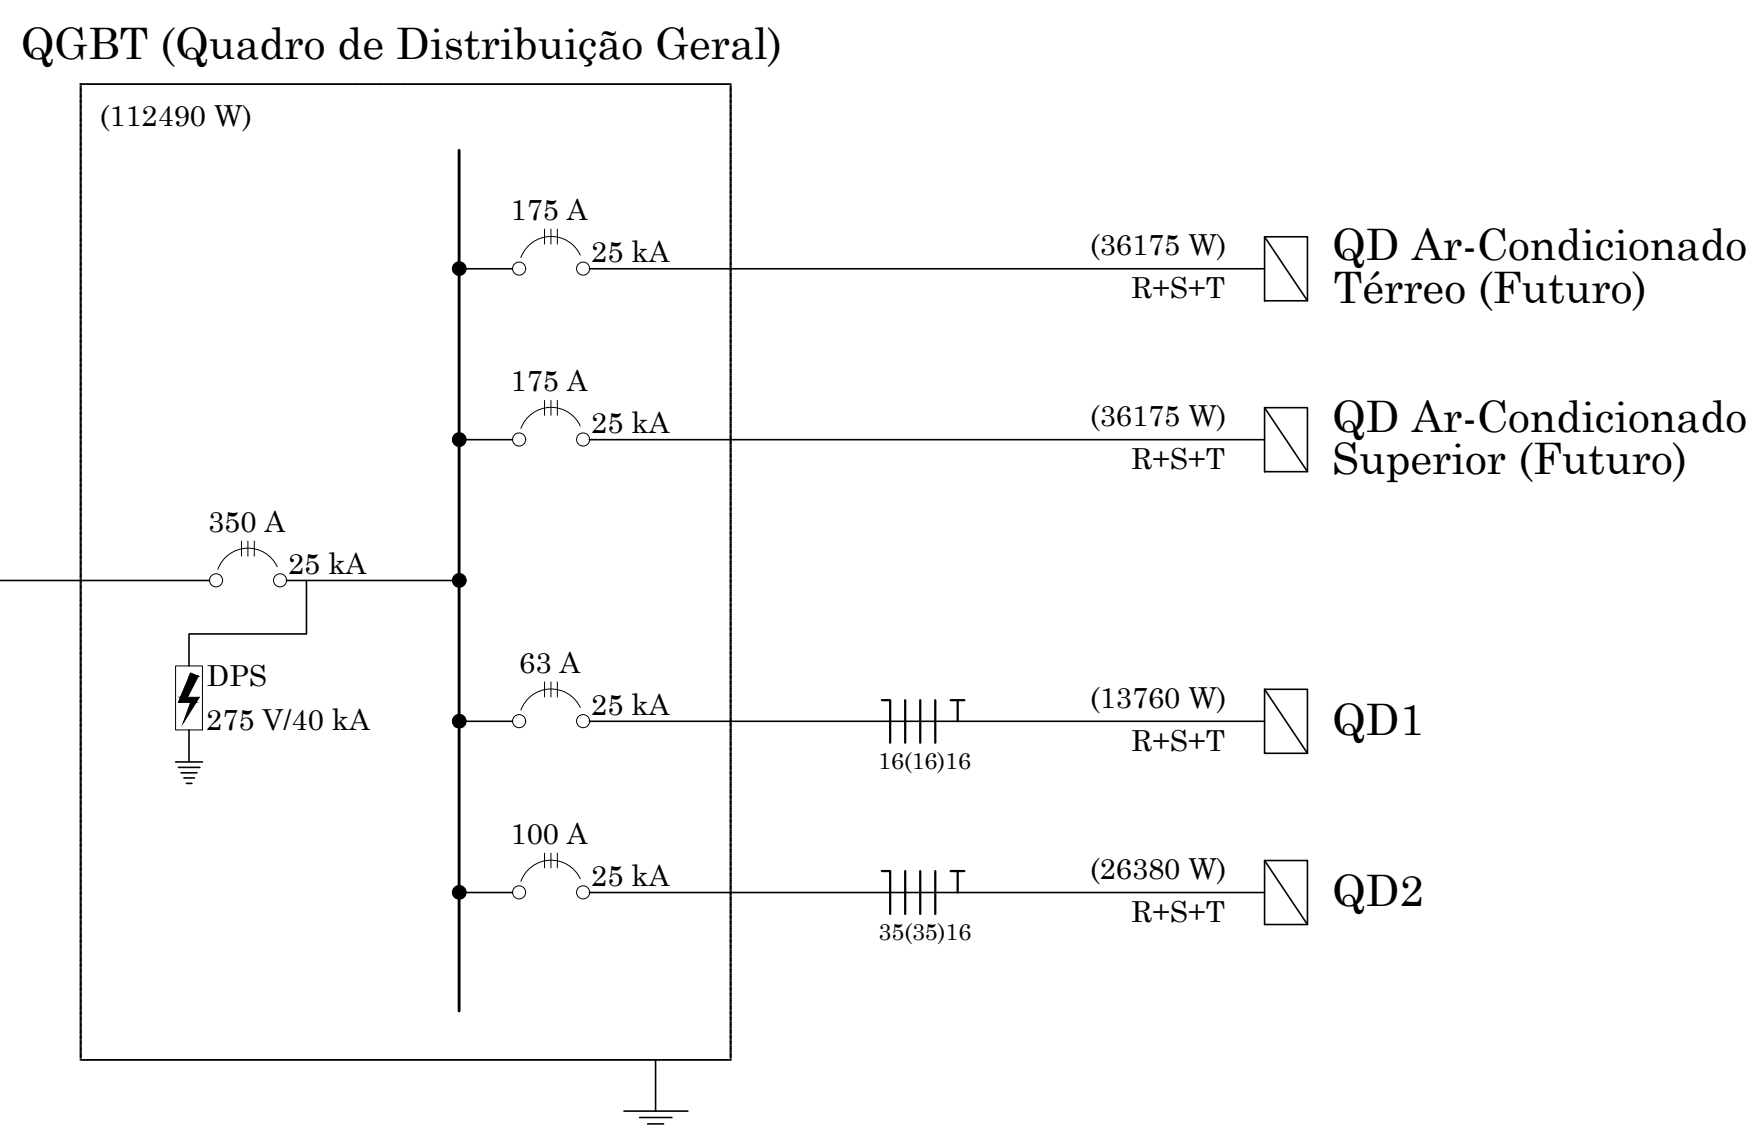 QGBT (Quadro de Distribuição Geral)
(112490 W)
175 A
25 kA
(36175 W)
R+S+T
QD Ar-Condicionado
Térreo (Futuro)
175 A
25 kA
(36175 W)
R+S+T
QD Ar-Condicionado
Superior (Futuro)
350 A
25 kA
DPS
275 V/40 kA
63 A
25 kA
16(16)16
(13760 W)
R+S+T
QD1
100 A
25 kA
35(35)16
(26380 W)
R+S+T
QD2